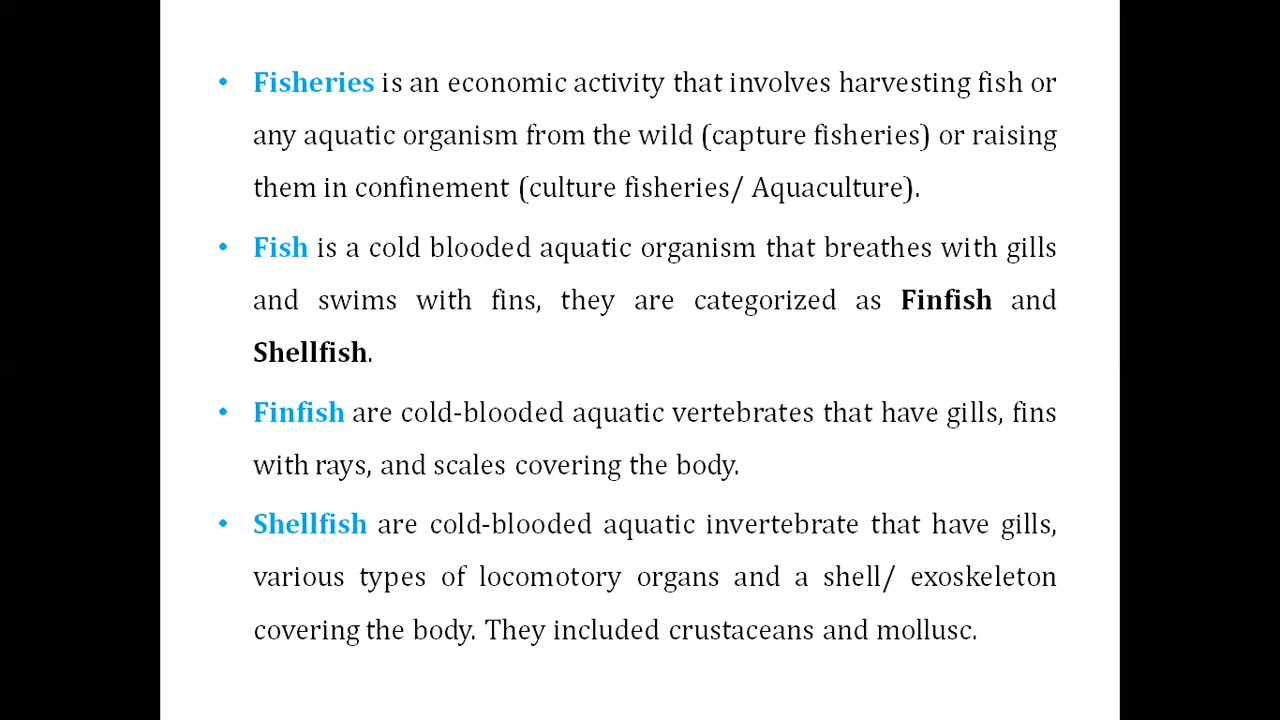 • Fisheries is an economic activity that involves harvesting fish or
any aquatic organism from the wild (capture fisheries) or raising
them in confinement (culture fisheries/ Aquaculture).
• Fish is a cold blooded aquatic organism that breathes with gills
and swims with fins, they are categorized as Finfish and
Shellfish.
• Finfish are cold-blooded aquatic vertebrates that have gills, fins
with rays, and scales covering the body.
• Shellfish are cold-blooded aquatic invertebrate that have gills,
various types of locomotory organs and a shell/ exoskeleton
covering the body. They included crustaceans and mollusc.